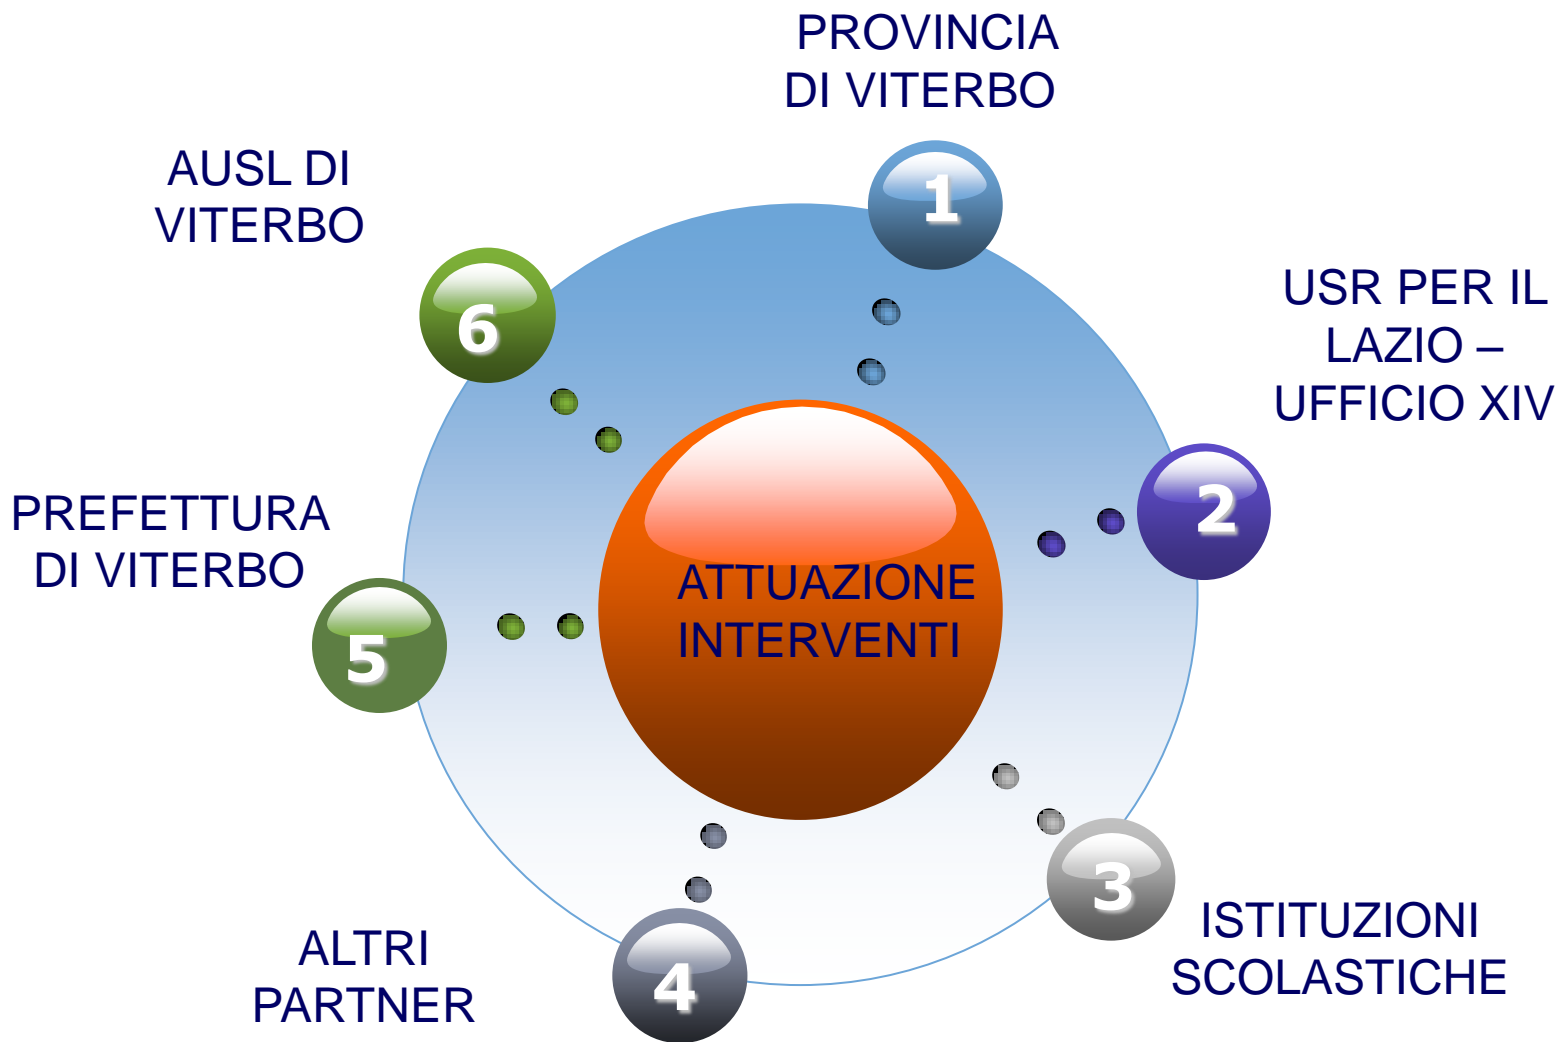 PROVINCIA
DI VITERBO
1
USR PER IL
LAZIO –
UFFICIO XIV
2
ISTITUZIONI
SCOLASTICHE
3
ALTRI
PARTNER
4
PREFETTURA
DI VITERBO
5
AUSL DI
VITERBO
6
ATTUAZIONE
INTERVENTI